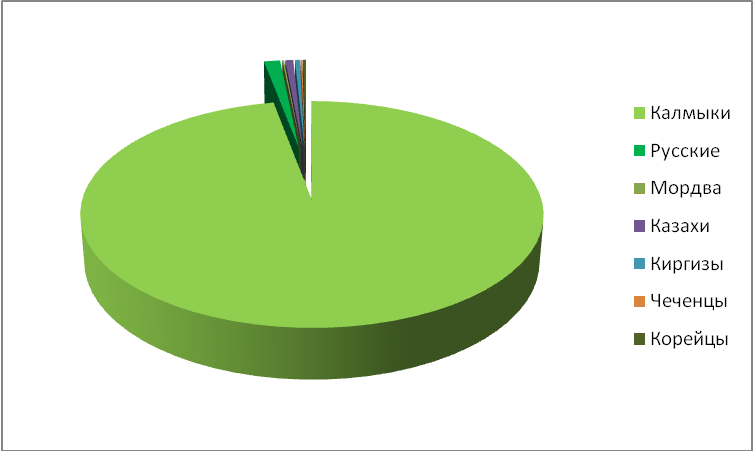 Калмыки
Русские
Мордва
Казахи
Киргизы
Чеченцы
Корейцы